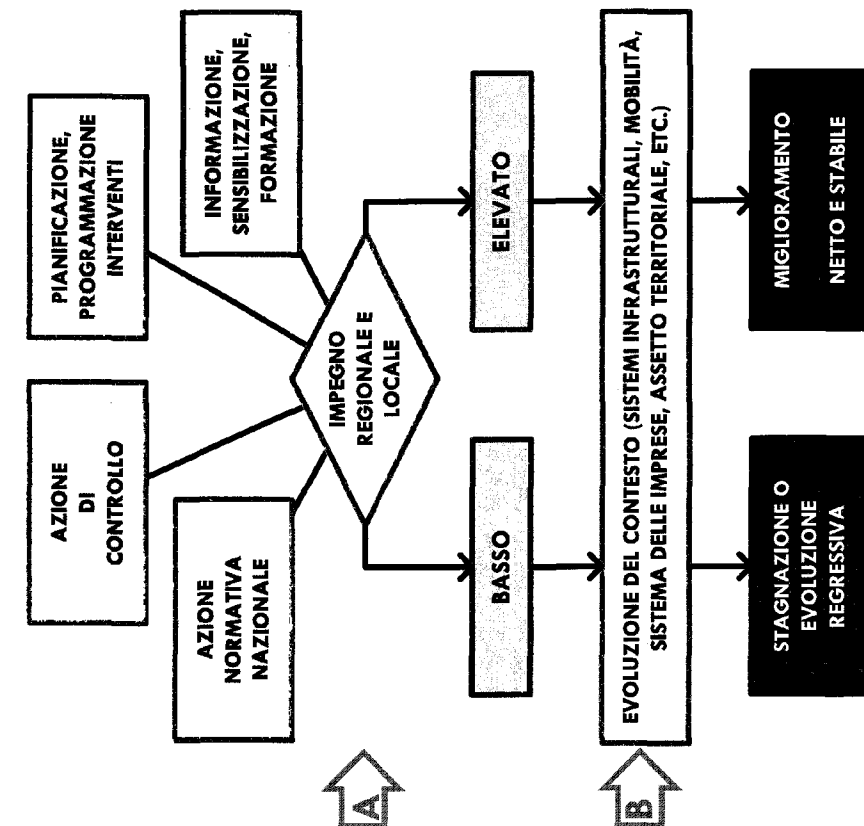 AZIONE
DI
CONTROLLO
PIANIFICAZIONE,
PROGRAMMAZIONE
INTERVENTI
AZIONE
NORMATIVA
NAZIONALE
INFORMAZIONE,
SENSIBILIZZAZIONE,
FORMAZIONE
A
IMPEGNO
REGIONALE E
LOCALE
BASSO
ELEVATO
B
EVOLUZIONE DEL CONTESTO (SISTEMI INFRASTRUTTURALI, MOBILITÀ,
SISTEMA DELLE IMPRESE, ASSETTO TERRITORIALE, ETC.)
STAGNAZIONE O
EVOLUZIONE
REGRESSIVA
MIGLIORAMENTO
NETTO E STABILE